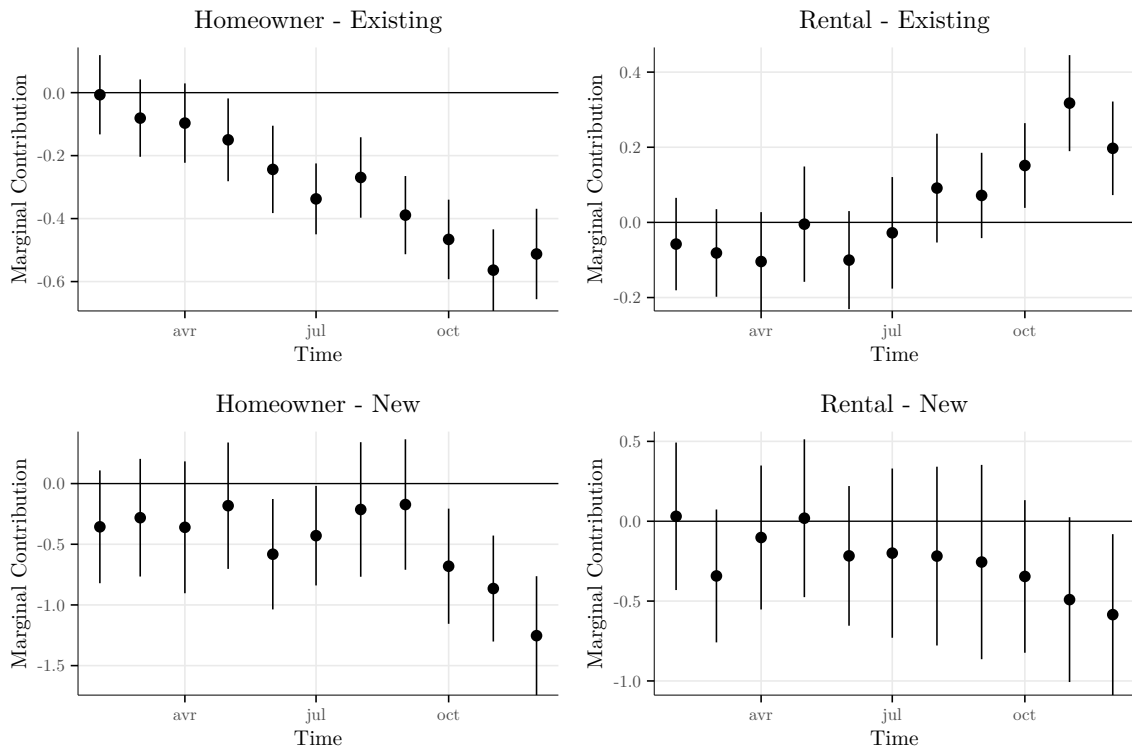 Homeowner - Existing
Marginal Contribution
0.0
-0.2
-0.4
-0.6
avr
jul
oct
Time
Rental - Existing
Marginal Contribution
0.4
0.2
0.0
-0.2
avr
jul
oct
Time
Homeowner - New
Marginal Contribution
0.0
-0.5
-1.0
-1.5
avr
jul
oct
Time
Rental - New
Marginal Contribution
0.5
0.0
-0.5
-1.0
avr
jul
oct
Time